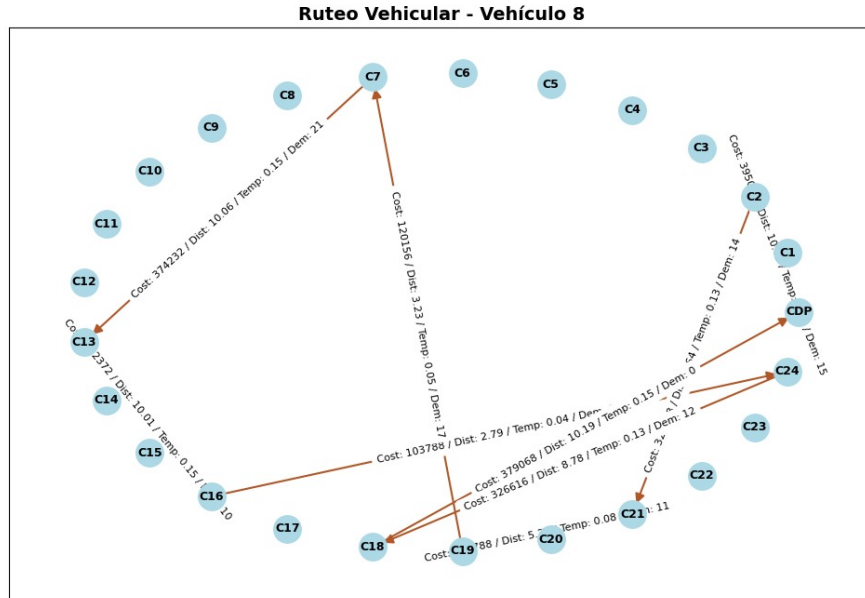 Ruteo Vehicular - Vehículo 8
C7
C6
C5
C8
C4
C9
C3
C10
C2
C11
C1
C12
CDP
C13
C24
C14
C23
C15
C22
C16
C21
C17
C20
C18
C19
Cost: 374232 / Dist: 10.06 / Temp: 0.15 / Dem: 21
Cost: 120156 / Dist: 3.23 / Temp: 0.05 / Dem: 17
/ Temp: 0.13 / Dem: 14
/ Dem: 15
2372 / Dist: 10.01 / Temp: 0.15 / 10
Cost: 103788 / Dist: 2.79 / Temp: 0.04 /
Cost: 379068 / Dist: 10.19 / Temp: 0.15 / Dem: 0
Cost: 326616 / Dist: 8.78 / Temp: 0.13 / Dem: 12
788 / Temp: 0.08 11